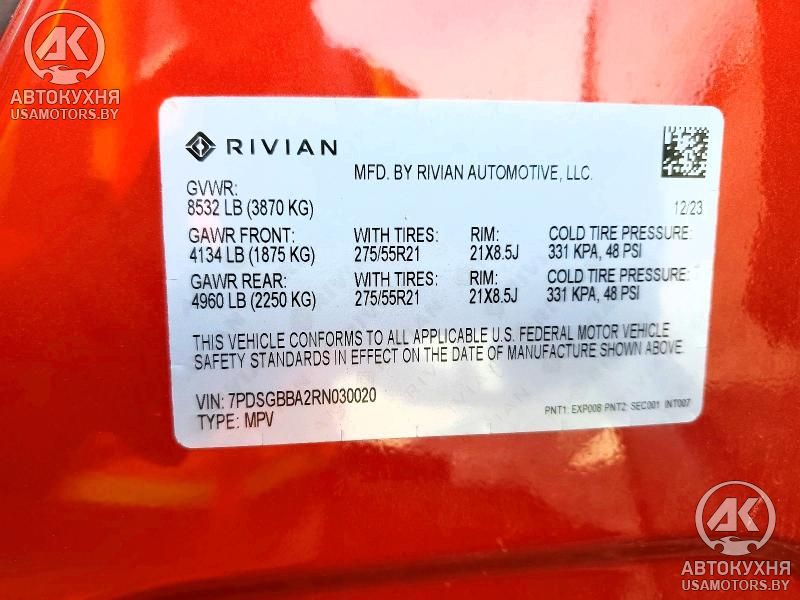 AK
АВТОКУХНЯ
USAMOTORS.BY
RIVIAN
MFD. BY RIVIAN AUTOMOTIVE, LLC.
GVWR:
8532 LB (3870 KG)
12/23
GAWR FRONT: WITH TIRES: RIM: COLD TIRE PRESSURE:
4134 LB (1875 KG) 275/55R21 21X8.5J 331 KPA, 48 PSI
GAWR REAR: WITH TIRES: RIM: COLD TIRE PRESSURE:
4960 LB (2250 KG) 275/55R21 21X8.5J 331 KPA, 48 PSI
THIS VEHICLE CONFORMS TO ALL APPLICABLE U.S. FEDERAL MOTOR VEHICLE
SAFETY STANDARDS IN EFFECT ON THE DATE OF MANUFACTURE SHOWN ABOVE.
VIN: 7PDSGBBA2RN030020
TYPE: MPV
PNT1: EXP008 PNT2: SEC001 INT007
AK
АВТОКУХНЯ
USAMOTORS.BY